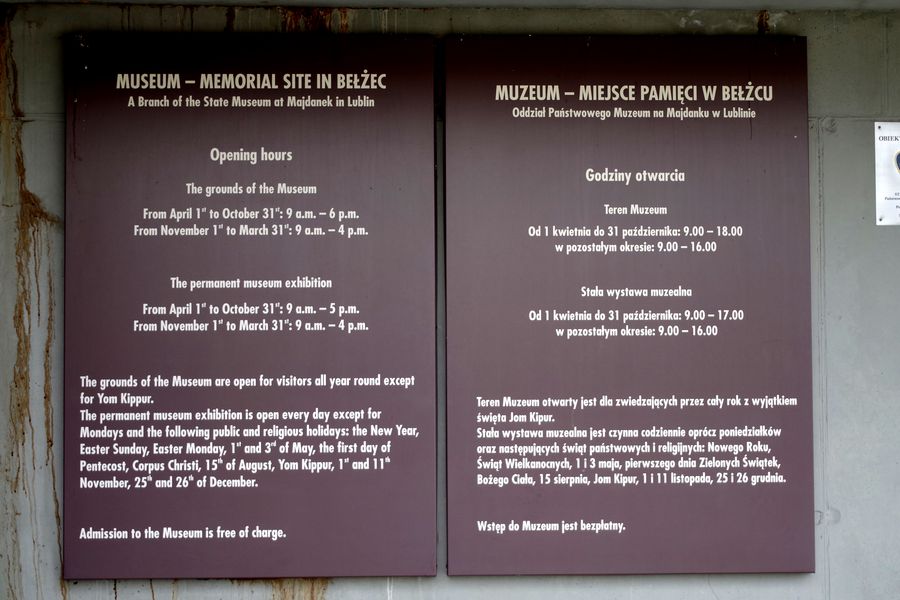 MUSEUM – MEMORIAL SITE IN BEŁŻEC
A Branch of the State Museum at Majdanek in Lublin
Opening hours
The grounds of the Museum
From April 1st to October 31st: 9 a.m. – 6 p.m.
From November 1st to March 31st: 9 a.m. – 4 p.m.
The permanent museum exhibition
From April 1st to October 31st: 9 a.m. – 5 p.m.
From November 1st to March 31st: 9 a.m. – 4 p.m.
The grounds of the Museum are open for visitors all year round except
for Yom Kippur.
The permanent museum exhibition is open every day except for
Mondays and the following public and religious holidays: the New Year,
Easter Sunday, Easter Monday, 1st and 3rd of May, the first day of
Pentecost, Corpus Christi, 15th of August, Yom Kippur, 1st and 11th
November, 25th and 26th of December.
Admission to the Museum is free of charge.
MUZEUM – MIEJSCE PAMIĘCI W BEŁŻCU
Oddział Państwowego Muzeum na Majdanku w Lublinie
Godziny otwarcia
Teren Muzeum
Od 1 kwietnia do 31 października: 9.00 – 18.00
w pozostałym okresie: 9.00 – 16.00
Stała wystawa muzealna
Od 1 kwietnia do 31 października: 9.00 – 17.00
w pozostałym okresie: 9.00 – 16.00
Teren Muzeum otwarty jest dla zwiedzających przez cały rok z wyjątkiem
święta Jom Kipur.
Stała wystawa muzealna jest czynna codziennie oprócz poniedziałków
oraz następujących świąt państwowych i religijnych: Nowego Roku,
Świąt Wielkanocnych, 1 i 3 maja, pierwszego dnia Zielonych Świątek,
Bożego Ciała, 15 sierpnia, Jom Kipur, 1 i 11 listopada, 25 i 26 grudnia.
Wstęp do Muzeum jest bezpłatny.